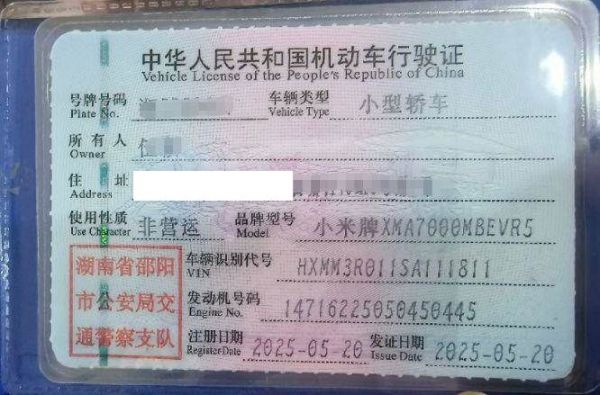 中华人民共和国机动车行驶证
Vehicle License of the People's Republic of China
号牌号码 车辆类型 小型轿车
Plate No. Vehicle Type
所有人
Owner
住址
Address
使用性质 非营运 品牌型号 小米牌XMA7000MBEVR5
Use Character Model
车辆识别代号 HXMM3R011SA111811
VIN
发动机号码 14716225050450445
Engine No.
注册日期 2025-05-20 发证日期 2025-05-20
Register Date Issue Date
湖南省邵阳
市公安局交
通警察支队